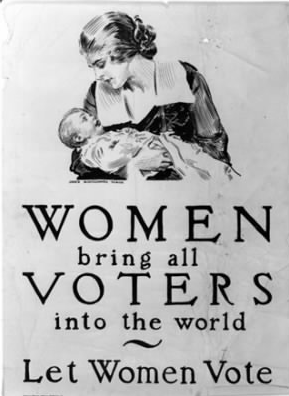 WOMEN
bring all
VOTERS
into the world
Let Women Vote